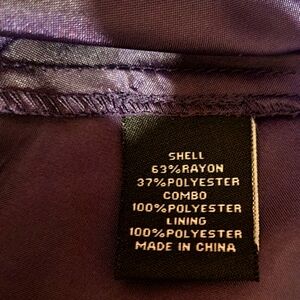 SHELL
63%RAYON
37%POLYESTER
COMBO
100%POLYESTER
LINING
100%POLYESTER
MADE IN CHINA